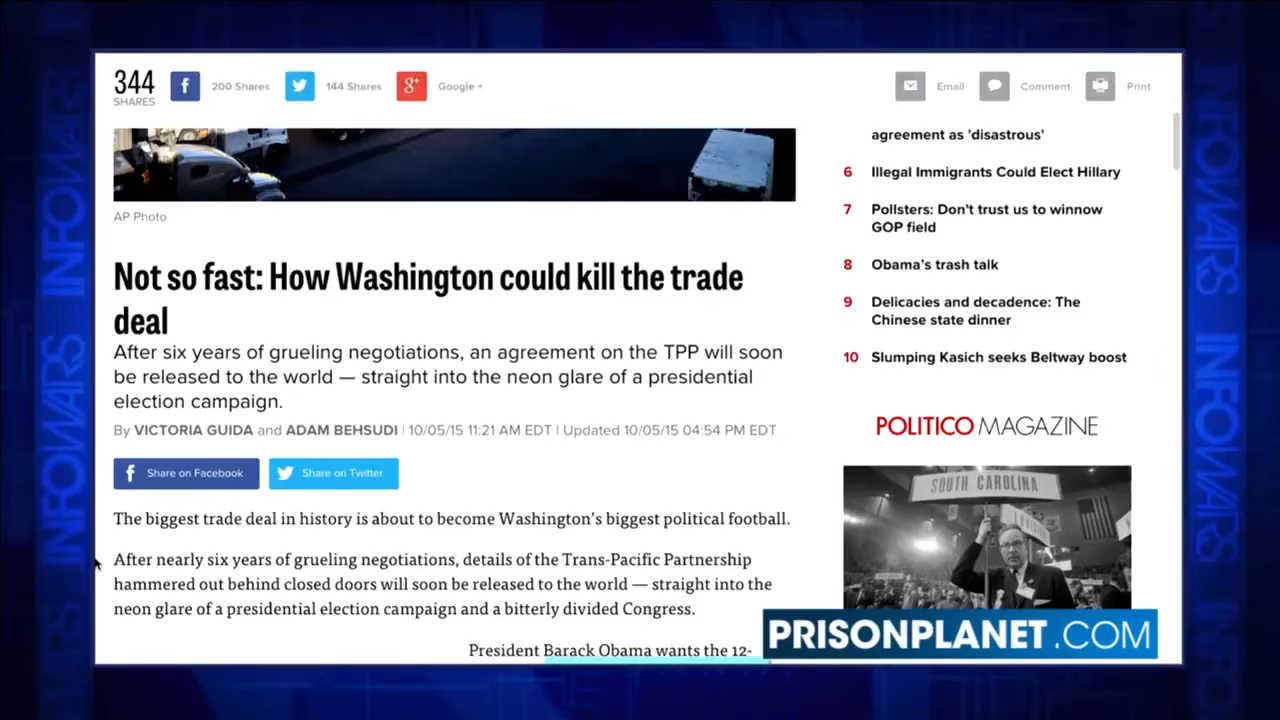 344
SHARES
200 Shares
144 Shares
Google +
Email
Comment
Print
AP Photo
Not so fast: How Washington could kill the trade
deal
After six years of grueling negotiations, an agreement on the TPP will soon
be released to the world — straight into the neon glare of a presidential
election campaign.
By VICTORIA GUIDA and ADAM BEHSUDI | 10/05/15 11:21 AM EDT | Updated 10/05/15 04:54 PM EDT
Share on Facebook
Share on Twitter
The biggest trade deal in history is about to become Washington's biggest political football.
After nearly six years of grueling negotiations, details of the Trans-Pacific Partnership
hammered out behind closed doors will soon be released to the world — straight into the
neon glare of a presidential election campaign and a bitterly divided Congress.
President Barack Obama wants the 12-
agreement as 'disastrous'
6 Illegal Immigrants Could Elect Hillary
7 Pollsters: Don't trust us to winnow
GOP field
8 Obama's trash talk
9 Delicacies and decadence: The
Chinese state dinner
10 Slumping Kasich seeks Beltway boost
POLITICO MAGAZINE
SOUTH CAROLINA
PRISONPLANET.COM
INFOWARS
INFOWARS
INFOWARS
INFOWARS